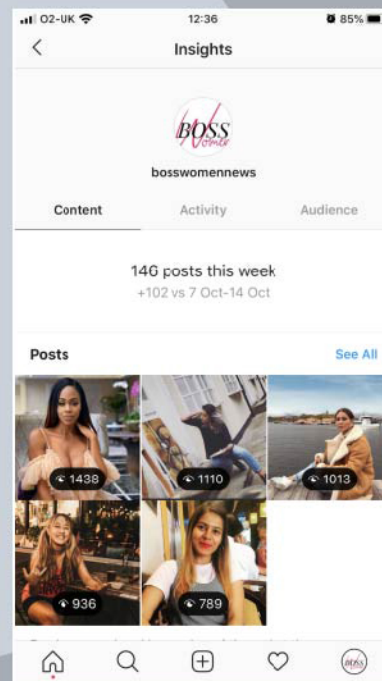 O2-UK 12:36 85%
Insights
BOSS
Women
bosswomennews
Content Activity Audience
146 posts this week
+102 vs 7 Oct-14 Oct
Posts See All
1438 1110 1013
936 789